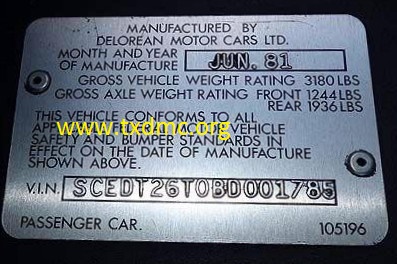 MANUFACTURED BY
DELOREAN MOTOR CARS LTD.
MONTH AND YEAR
OF MANUFACTURE JUN. 81
GROSS VEHICLE WEIGHT RATING 3180 LBS
GROSS AXLE WEIGHT RATING FRONT 1244 LBS
REAR 1936 LBS
THIS VEHICLE CONFORMS TO ALL
VEHICLE
www.txdmc.org
SAFETY AND BUMPER STANDARDS IN
EFFECT ON THE DATE OF MANUFACTURE
SHOWN ABOVE.
V.I.N. SCEDT26T0BD001785
PASSENGER CAR. 105196